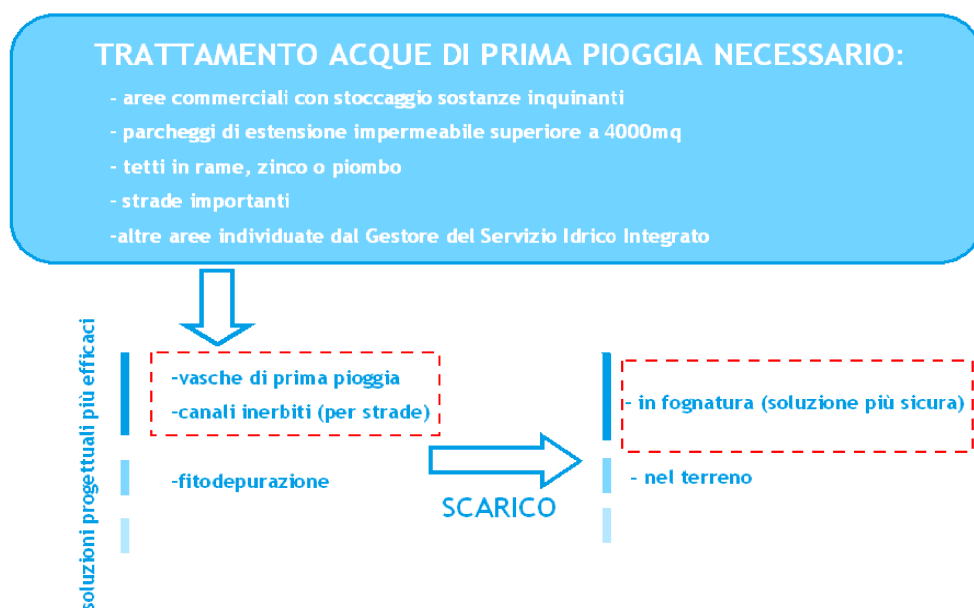 TRATTAMENTO ACQUE DI PRIMA PIOGGIA NECESSARIO:
- aree commerciali con stoccaggio sostanze inquinanti
- parcheggi di estensione impermeabile superiore a 4000mq
- tetti in rame, zinco o piombo
- strade importanti
-altre aree individuate dal Gestore del Servizio Idrico Integrato
soluzioni progettuali più efficaci
-vasche di prima pioggia
-canali inerbiti (per strade)
-fitodepurazione
SCARICO
- in fognatura (soluzione più sicura)
- nel terreno